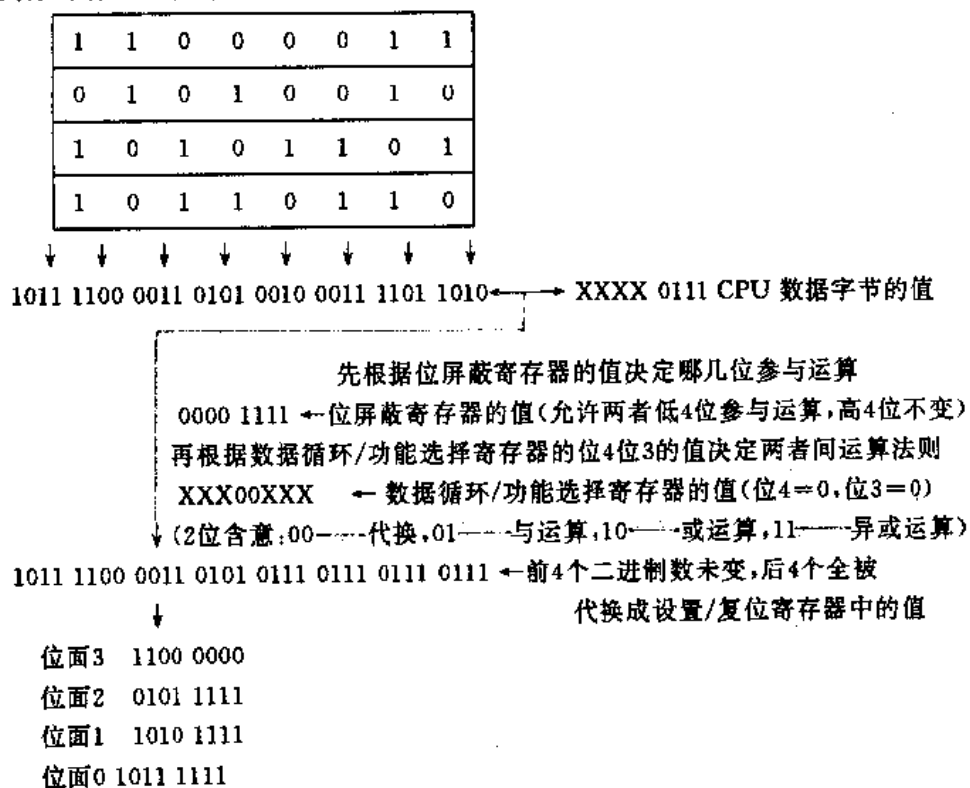 1 1 0 0 0 0 1 1
0 1 0 1 0 0 1 0
1 0 1 0 1 1 0 1
1 0 1 1 0 1 1 0
↓ ↓ ↓ ↓ ↓ ↓ ↓ ↓
1011 1100 0011 0101 0010 0011 1101 1010←→ XXXX 0111 CPU 数据字节的值
先根据位屏蔽寄存器的值决定哪几位参与运算
0000 1111 ←位屏蔽寄存器的值(允许两者低4位参与运算,高4位不变)
再根据数据循环/功能选择寄存器的位4位3的值决定两者间运算法则
XXX00XXX ← 数据循环/功能选择寄存器的值(位4=0,位3=0)
(2位含意:00——代换,01——与运算,10——或运算,11——异或运算)
1011 1100 0011 0101 0111 0111 0111 0111 ←前4个二进制数未变,后4个全被
代换成设置/复位寄存器中的值
↓
位面3 1100 0000
位面2 0101 1111
位面1 1010 1111
位面0 1011 1111